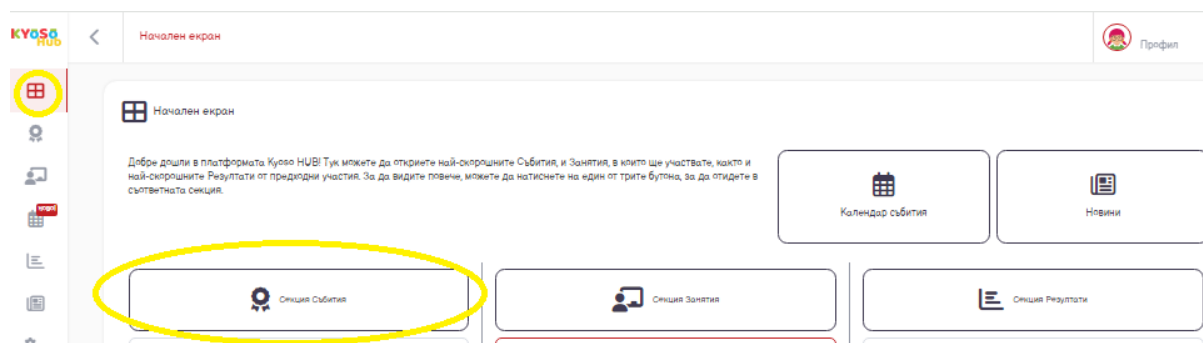 KYOSO
HUB
Начален екран
Профил
Начален екран
Добре дошли в платформата Kyoso HUB! Тук можете да откриете най-скорошните Събития, и Занятия, в които ще участвате, както и
най-скорошните Резултати от предходни участия. За да видите повече, можете да натиснете на един от трите бутона, за да отидете в
съответната секция.
Календар събития
Новини
Секция Събития
Секция Занятия
Секция Резултати